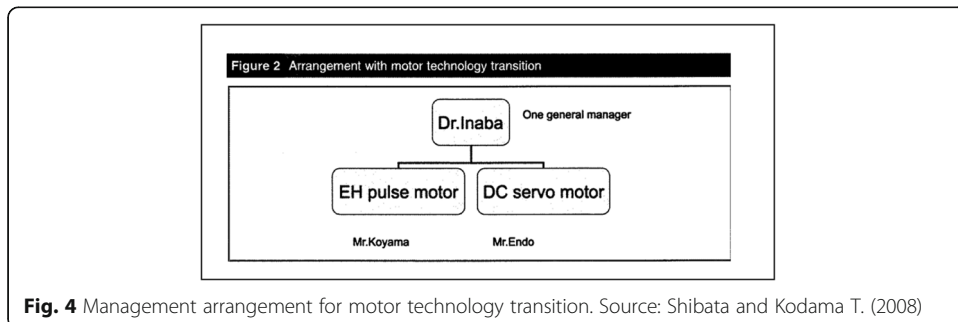 Figure 2 Arrangement with motor technology transition
Dr.Inaba
One general manager
EH pulse motor
DC servo motor
Mr.Koyama
Mr.Endo
Fig. 4 Management arrangement for motor technology transition. Source: Shibata and Kodama T. (2008)